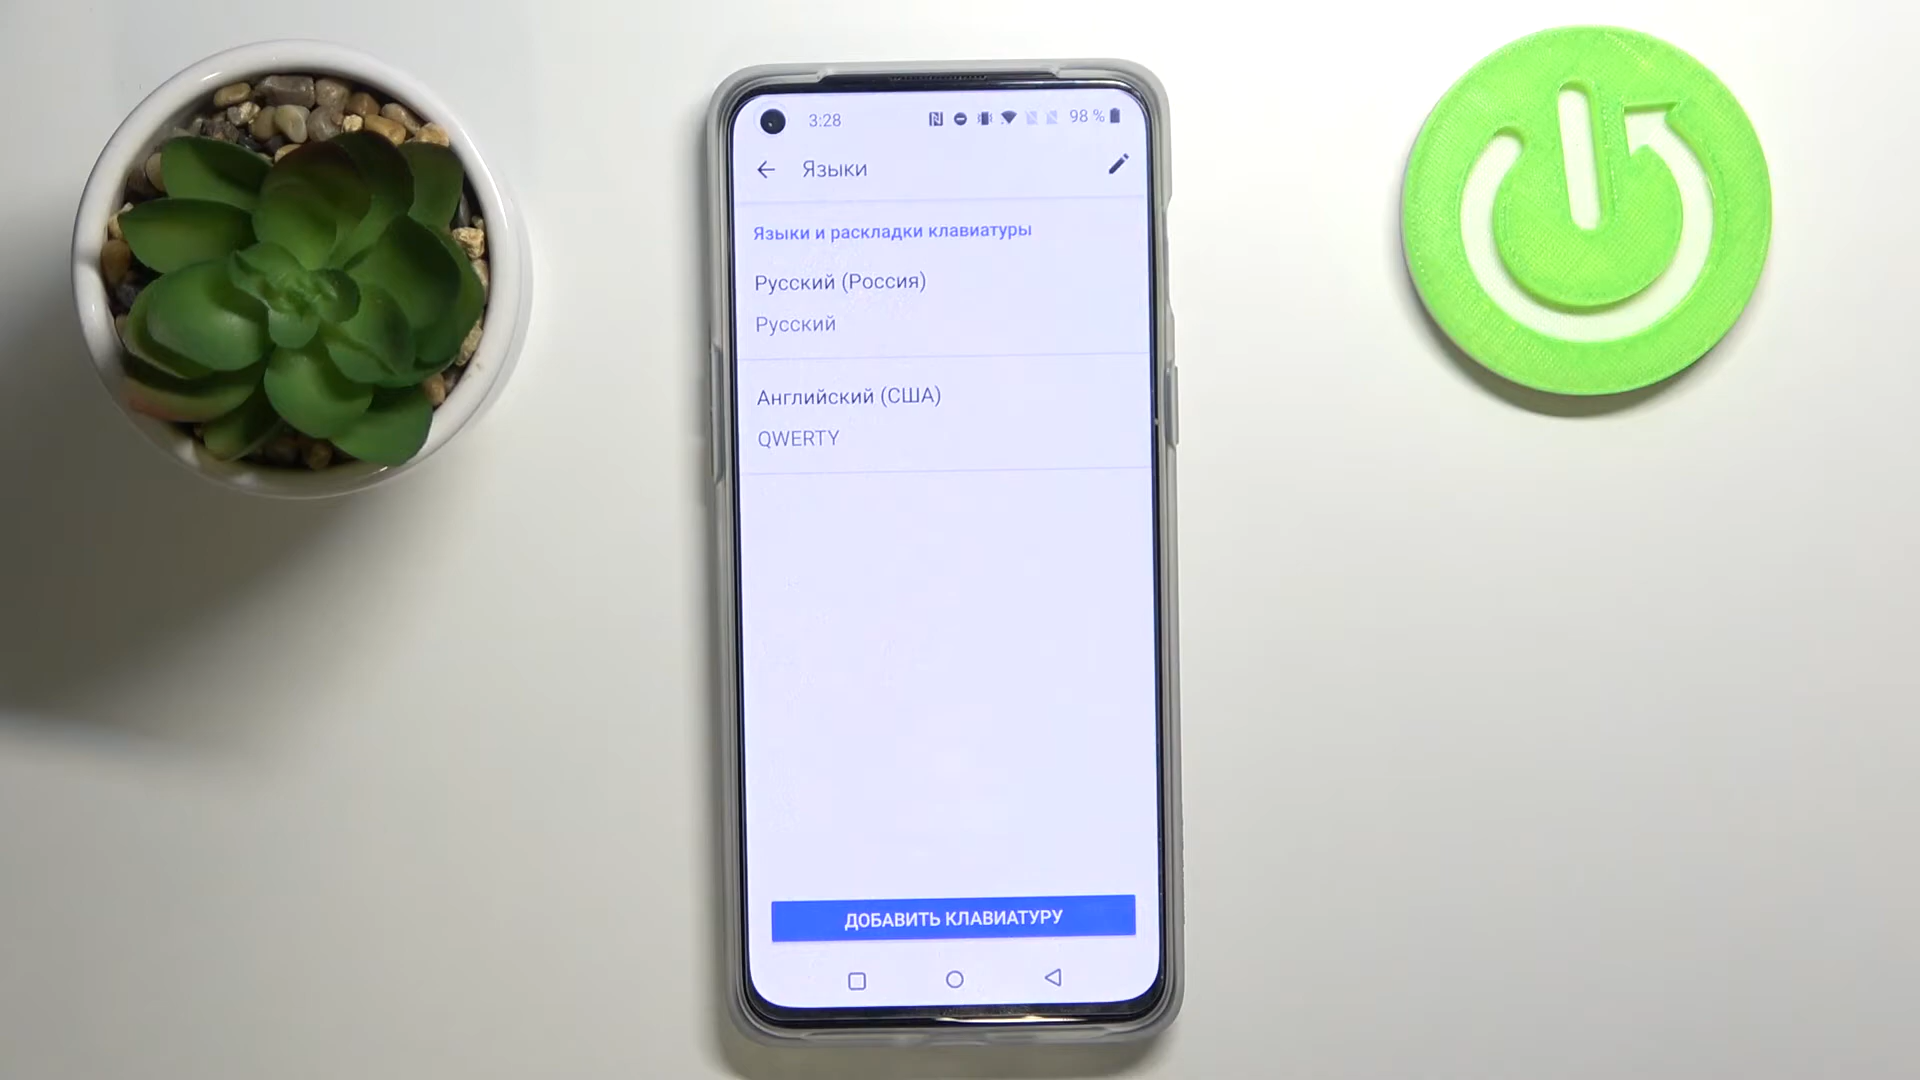 3:28
98 %
Языки
Языки и раскладки клавиатуры
Русский (Россия)
Русский
Английский (США)
QWERTY
ДОБАВИТЬ КЛАВИАТУРУ